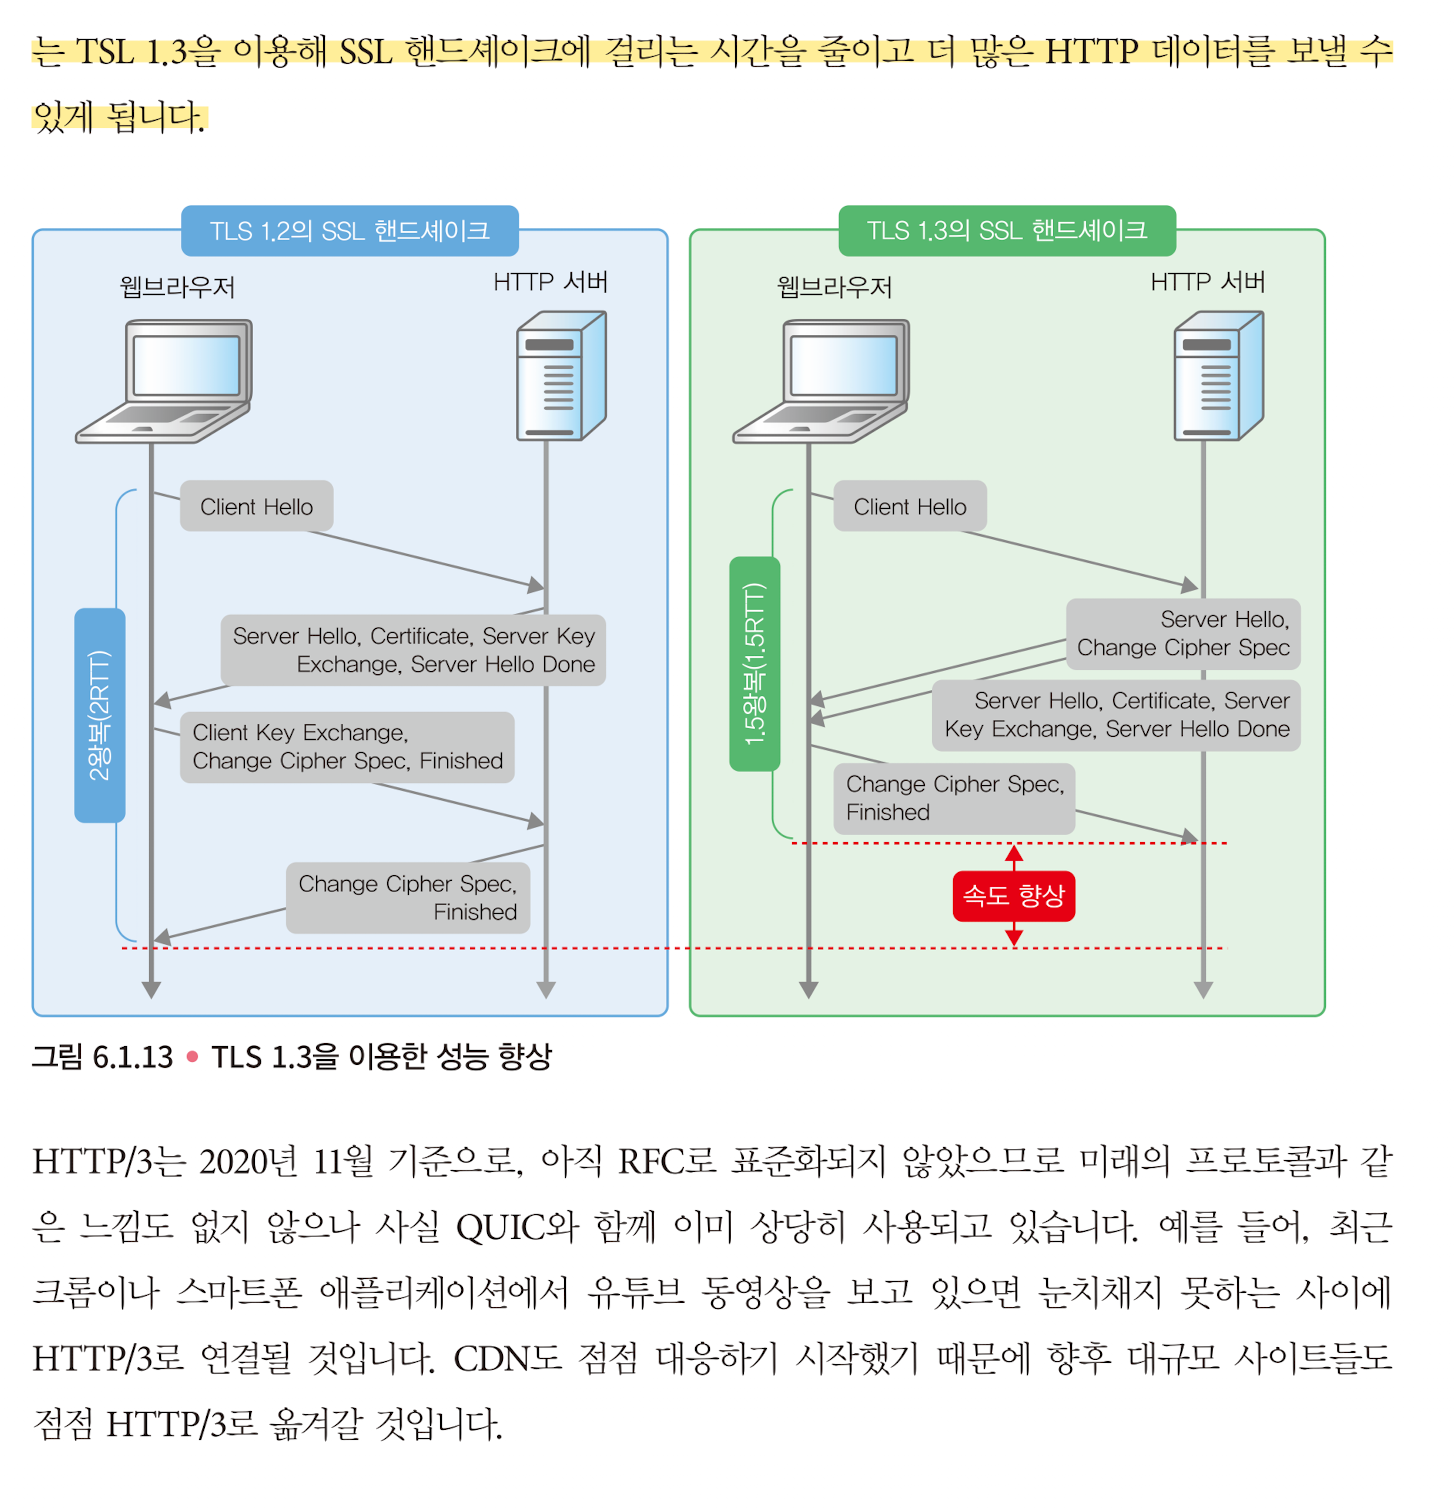 는 TSL 1.3을 이용해 SSL 핸드셰이크에 걸리는 시간을 줄이고 더 많은 HTTP 데이터를 보낼 수
있게 됩니다.
TLS 1.2의 SSL 핸드셰이크
웹브라우저
HTTP 서버
Client Hello
Server Hello, Certificate, Server Key
Exchange, Server Hello Done
2왕복(2RTT)
Client Key Exchange,
Change Cipher Spec, Finished
Change Cipher Spec,
Finished
TLS 1.3의 SSL 핸드셰이크
웹브라우저
HTTP 서버
Client Hello
Server Hello,
Change Cipher Spec
1.5왕복(1.5RTT)
Server Hello, Certificate, Server
Key Exchange, Server Hello Done
Change Cipher Spec,
Finished
속도 향상
그림 6.1.13 • TLS 1.3을 이용한 성능 향상
HTTP/3는 2020년 11월 기준으로, 아직 RFC로 표준화되지 않았으므로 미래의 프로토콜과 같
은 느낌도 없지 않으나 사실 QUIC와 함께 이미 상당히 사용되고 있습니다. 예를 들어, 최근
크롬이나 스마트폰 애플리케이션에서 유튜브 동영상을 보고 있으면 눈치채지 못하는 사이에
HTTP/3로 연결될 것입니다. CDN도 점점 대응하기 시작했기 때문에 향후 대규모 사이트들도
점점 HTTP/3로 옮겨갈 것입니다.